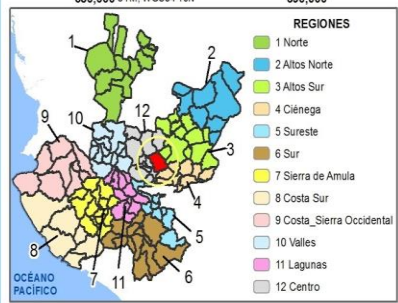 REGIONES
1 Norte
2 Altos Norte
3 Altos Sur
4 Ciénega
5 Sureste
6 Sur
7 Sierra de Amula
8 Costa Sur
9 Costa_Sierra Occidental
10 Valles
11 Lagunas
12 Centro
1
2
10
12
9
3
4
8
5
7
11
6
OCÉANO
PACÍFICO